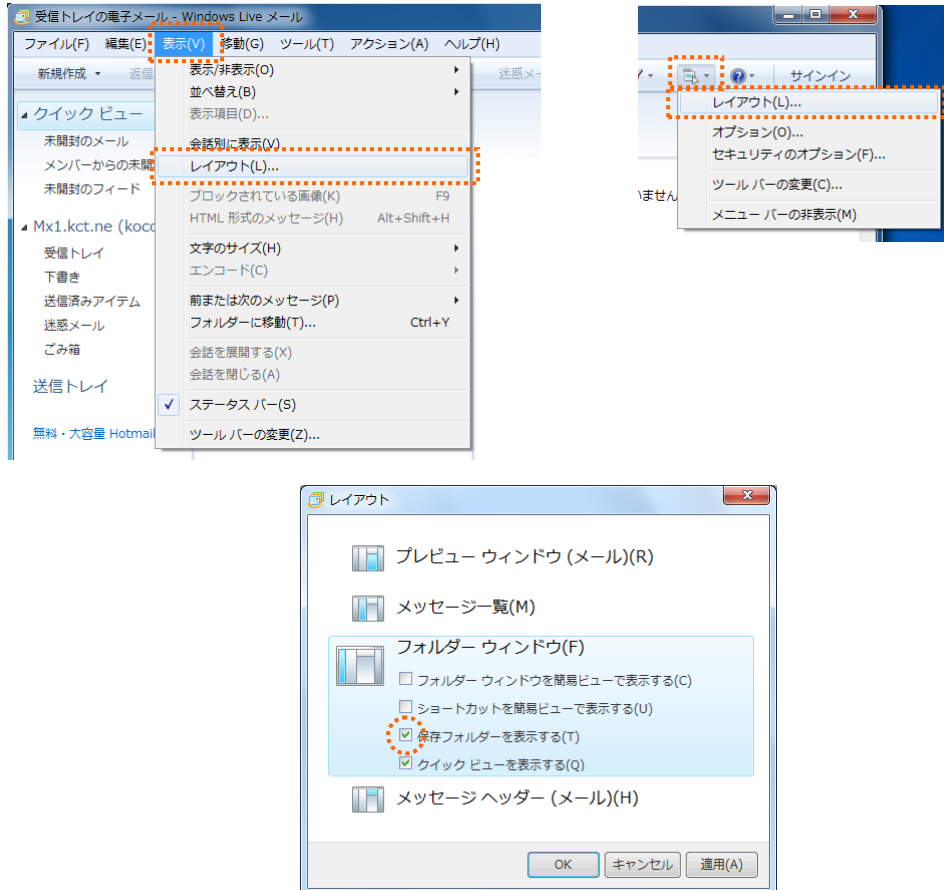 受信トレイの電子メール - Windows Live メール
ファイル(F) 編集(E) 表示(V) 移動(G) ツール(T) アクション(A) ヘルプ(H)
新規作成 返信 迷惑メー
クイック ビュー
未開封のメール
メンバーからの未開
未開封のフィード
Mx1.kct.ne (koco
受信トレイ
下書き
送信済みアイテム
迷惑メール
ごみ箱
送信トレイ
無料・大容量 Hotmail
表示/非表示(O)
並べ替え(B)
表示項目(D)...
会話別に表示(V)
レイアウト(L)...
ブロックされている画像(K) F9
HTML 形式のメッセージ(H) Alt+Shift+H
文字のサイズ(H)
エンコード(C)
前または次のメッセージ(P)
フォルダーに移動(T)... Ctrl+Y
会話を展開する(X)
会話を閉じる(A)
ステータス バー(S)
ツール バーの変更(Z)...
サインイン
レイアウト(L)...
オプション(O)...
セキュリティのオプション(F)...
ツール バーの変更(C)...
メニュー バーの非表示(M)
いません
レイアウト
プレビュー ウィンドウ (メール)(R)
メッセージ一覧(M)
フォルダー ウィンドウ(F)
フォルダー ウィンドウを簡易ビューで表示する(C)
ショートカットを簡易ビューで表示する(U)
保存フォルダーを表示する(T)
クイック ビューを表示する(Q)
メッセージ ヘッダー (メール)(H)
OK キャンセル 適用(A)